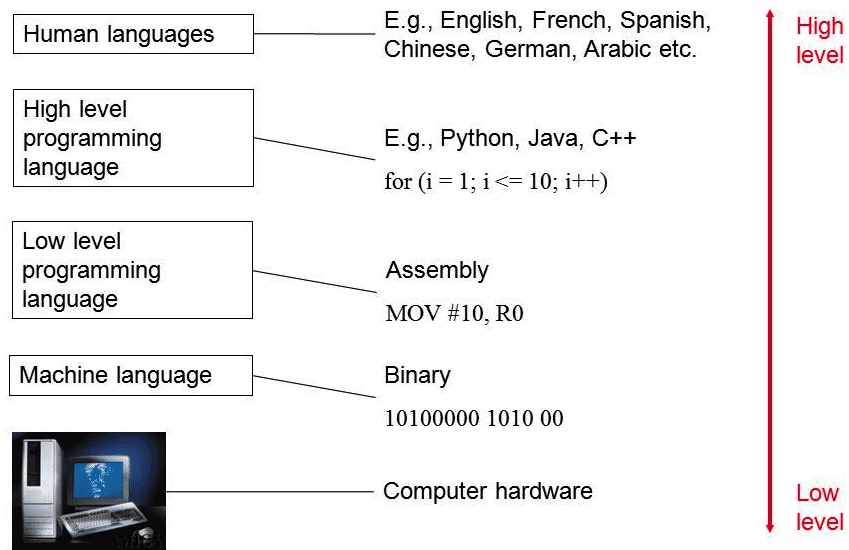 Human languages
E.g., English, French, Spanish,
Chinese, German, Arabic etc.
High
level
High level
programming
language
E.g., Python, Java, C++
for (i = 1; i <= 10; i++)
Low level
programming
language
Assembly
MOV #10, R0
Machine language
Binary
10100000 1010 00
Computer hardware
Low
level